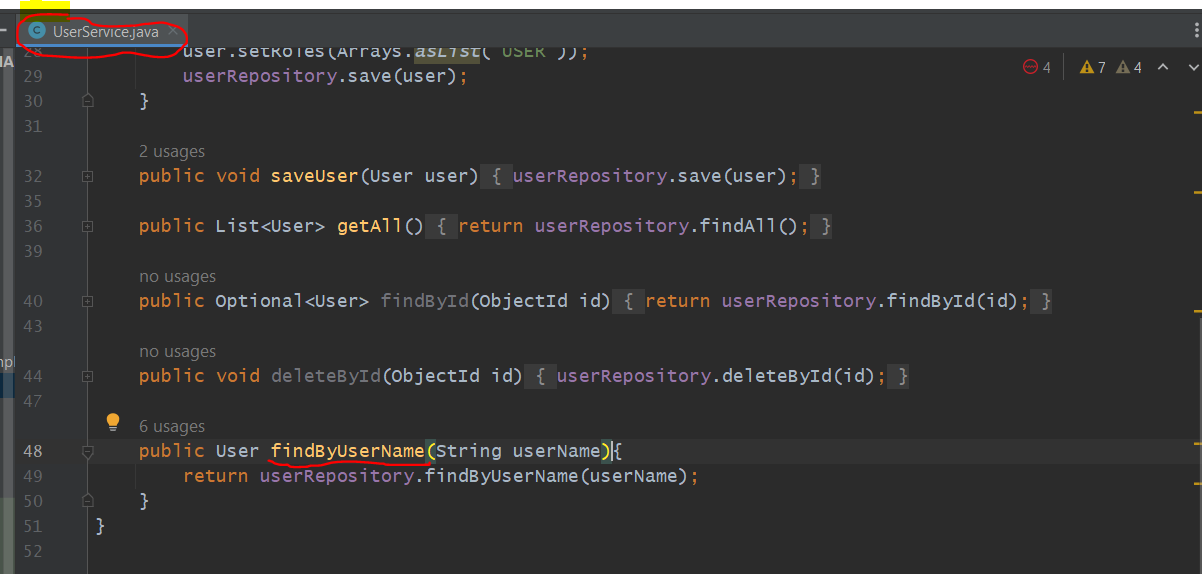 UserService.java
28 user.setRoles(Arrays.asList("USER"));
29 userRepository.save(user);
4 7 4
30 }
31
2 usages
32 public void saveUser(User user) { userRepository.save(user); }
35
36 public List<User> getAll() { return userRepository.findAll(); }
39
no usages
40 public Optional<User> findById(ObjectId id) { return userRepository.findById(id); }
43
no usages
44 public void deleteById(ObjectId id) { userRepository.deleteById(id); }
47
6 usages
48 public User findByUserName(String userName){
49 return userRepository.findByUserName(userName);
50 }
51 }
52